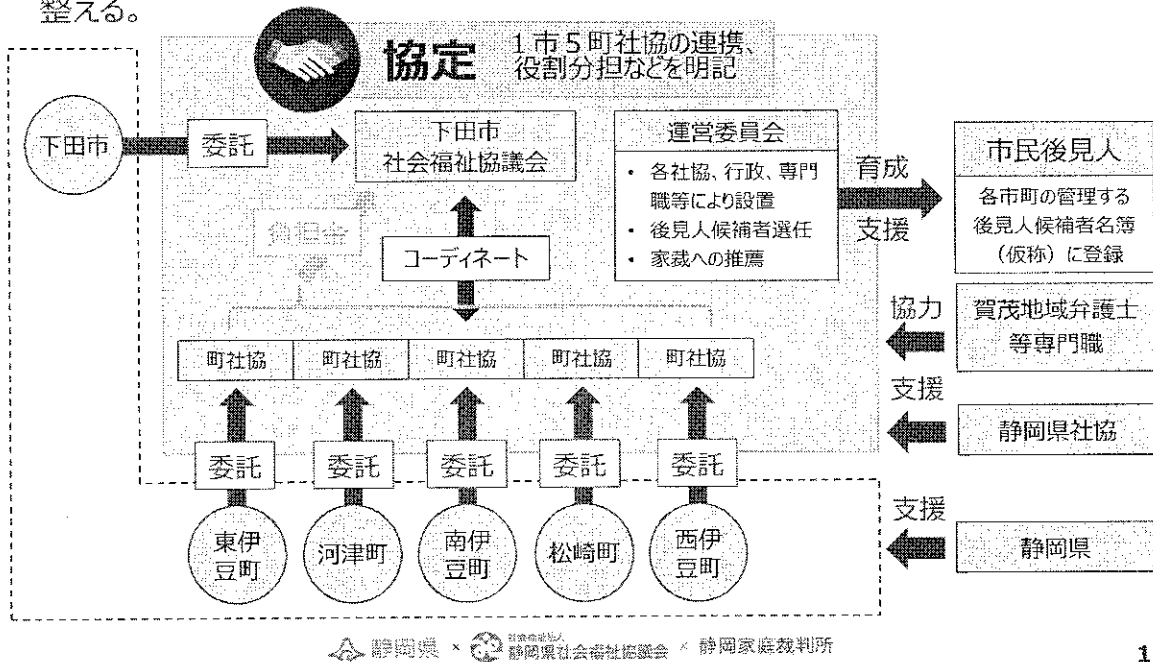 整える。
協定
1市5町社協の連携、
役割分担などを明記
下田市
委託
下田市
社会福祉協議会
運営委員会
・ 各社協、行政、専門
職等により設置
・ 後見人候補者選任
・ 家裁への推薦
育成
支援
市民後見人
各市町の管理する
後見人候補者名簿
（仮称）に登録
負担金
コーディネート
協力
賀茂地域弁護士
等専門職
町社協
町社協
町社協
町社協
町社協
支援
静岡県社協
委託
委託
委託
委託
委託
東伊
豆町
河津町
南伊
豆町
松崎町
西伊
豆町
支援
静岡県
静岡県 × 社会福祉法人 静岡県社会福祉協議会 × 静岡家庭裁判所
1